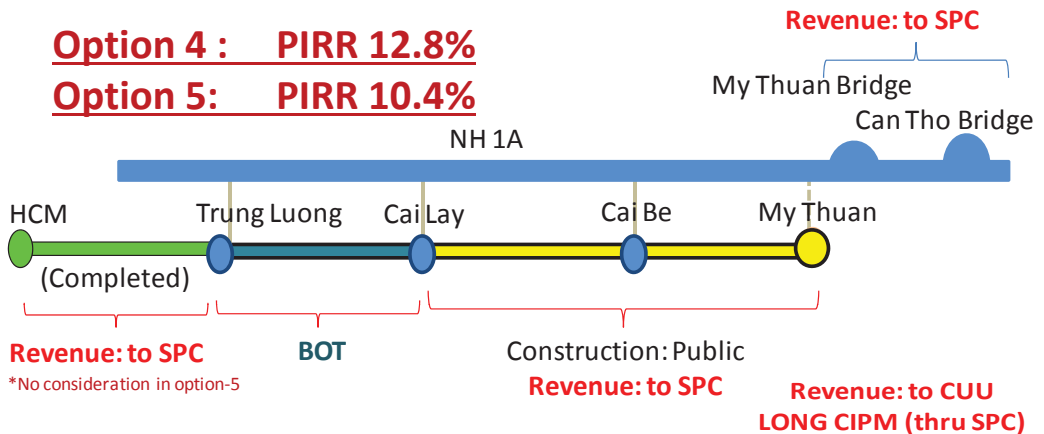 Revenue: to SPC
Option 4 : PIRR 12.8%
Option 5: PIRR 10.4%
My Thuan Bridge
Can Tho Bridge
NH 1A
HCM
Trung Luong
Cai Lay
Cai Be
My Thuan
(Completed)
Revenue: to SPC
*No consideration in option-5
BOT
Construction: Public
Revenue: to SPC
Revenue: to CUU
LONG CIPM (thru SPC)